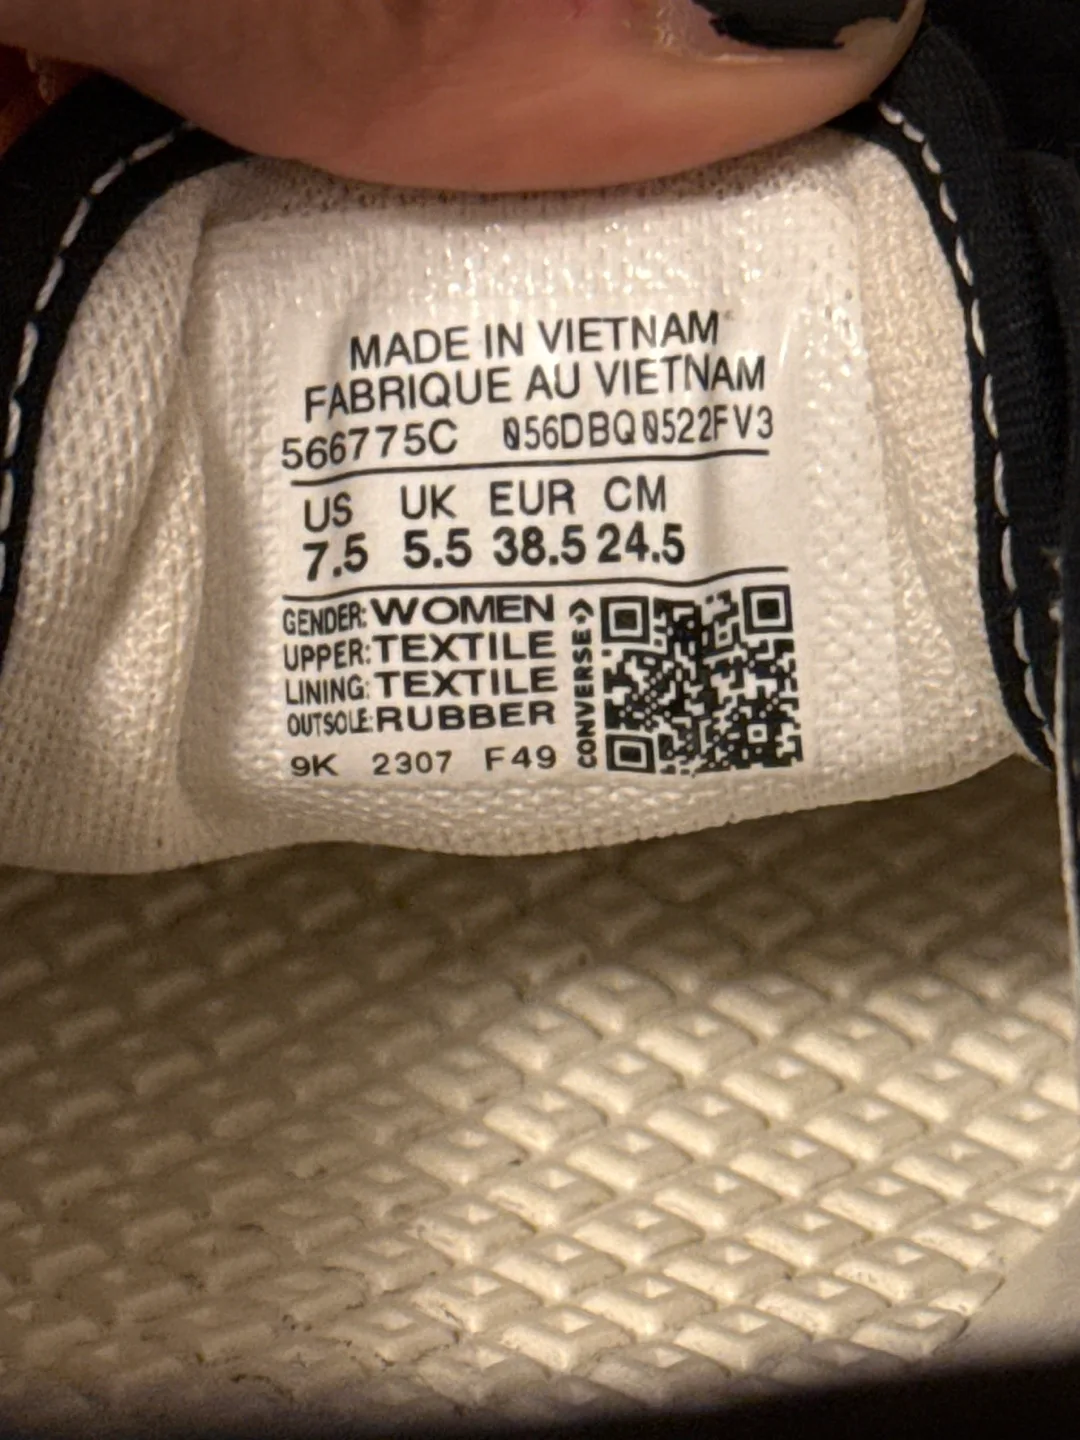 MADE IN VIETNAM
FABRIQUE AU VIETNAM
566775C 056DBQ0522FV3
US UK EUR CM
7.5 5.5 38.5 24.5
GENDER: WOMEN
UPPER: TEXTILE
LINING: TEXTILE
OUTSOLE: RUBBER
9K 2307 F49
CONVERSE